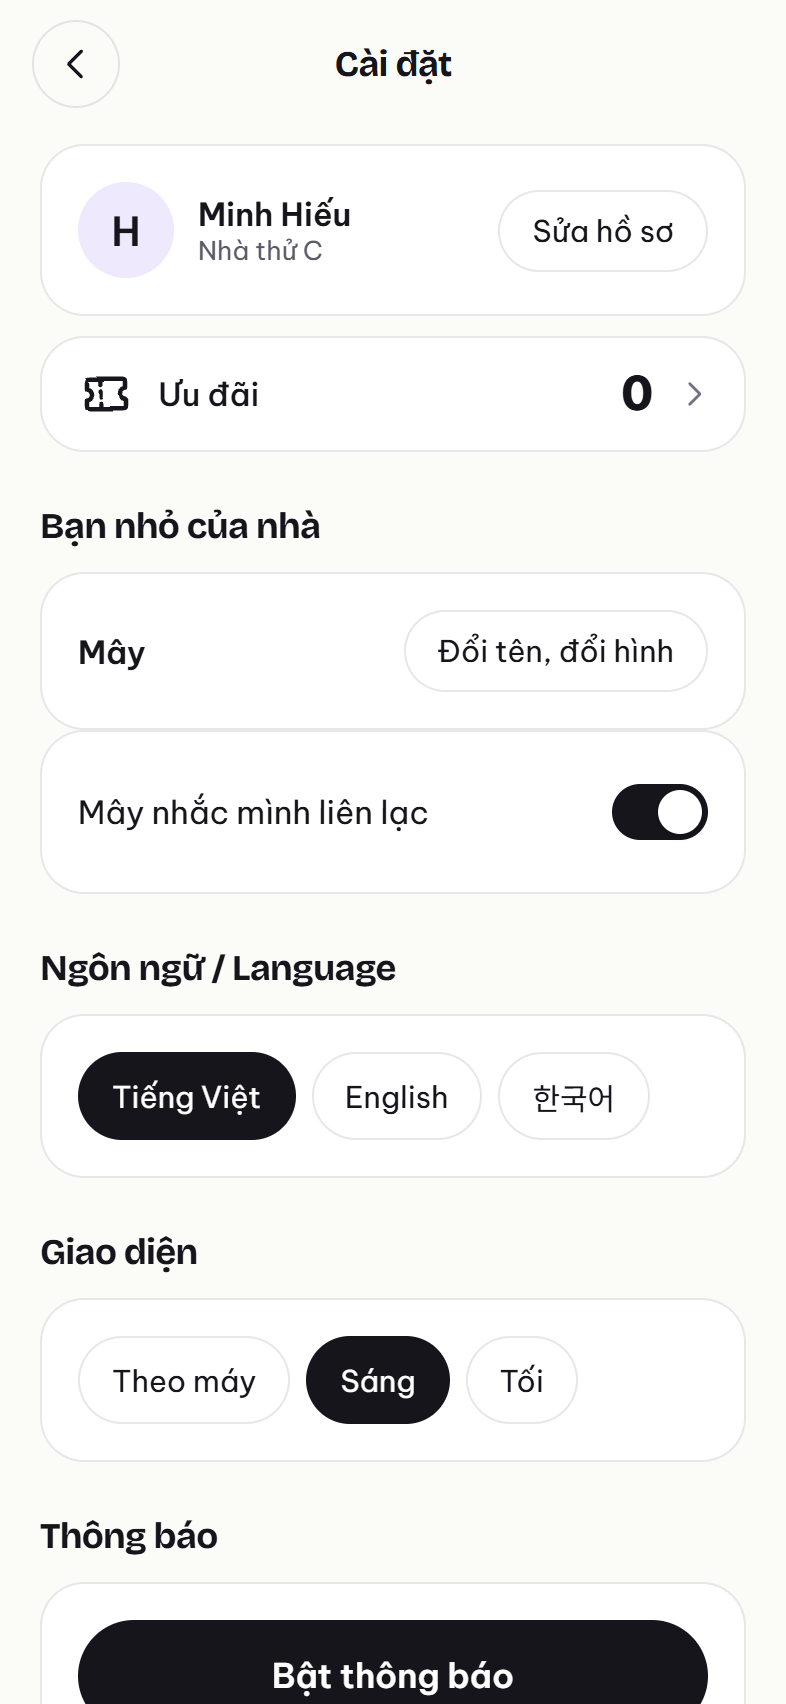 Cài đặt
H
Minh Hiếu
Nhà thử C
Sửa hồ sơ
Ưu đãi
0
Bạn nhỏ của nhà
Mây
Đổi tên, đổi hình
Mây nhắc mình liên lạc
Ngôn ngữ / Language
Tiếng Việt
English
한국어
Giao diện
Theo máy
Sáng
Tối
Thông báo
Bật thông báo